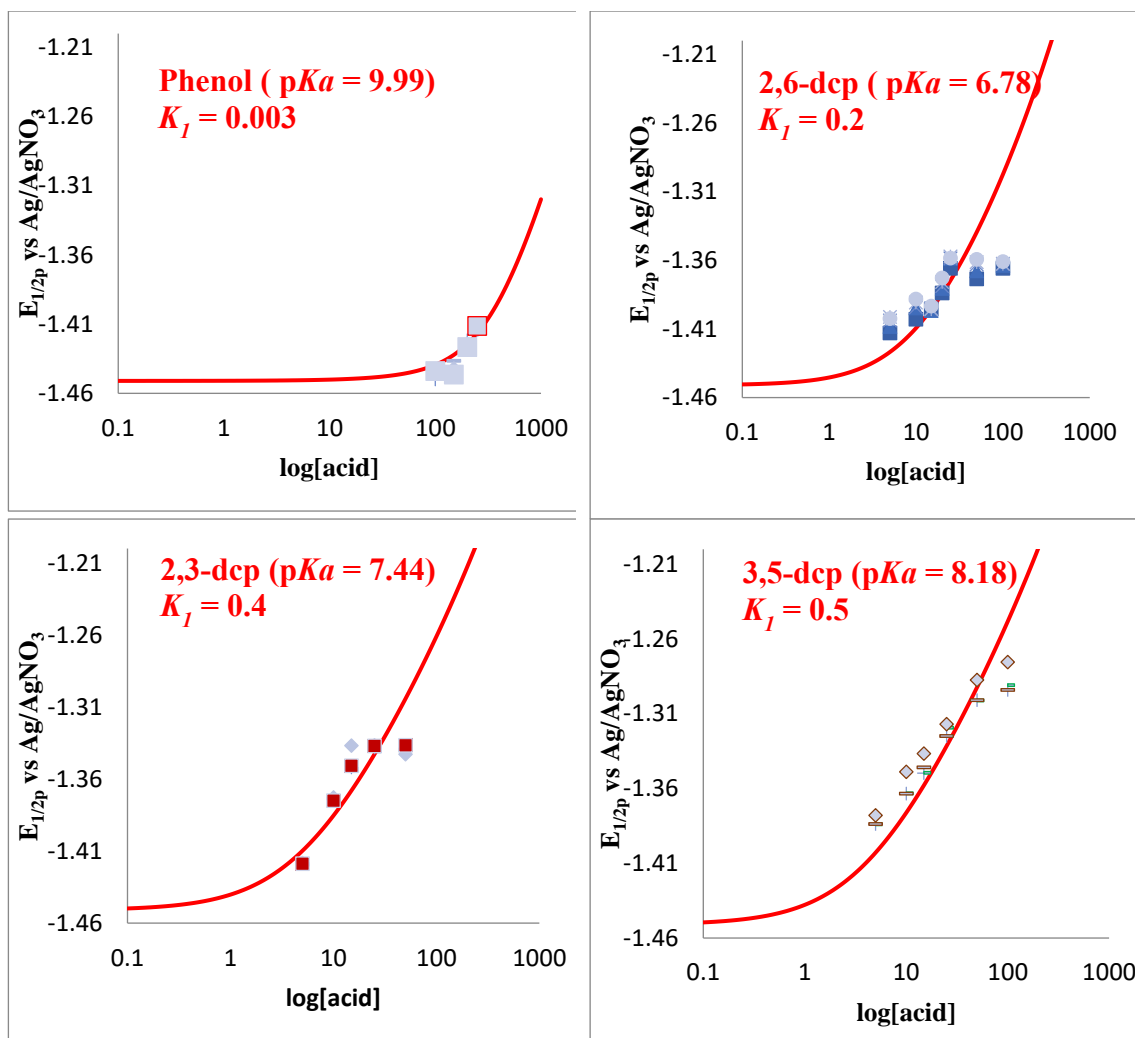 Phenol ( pKa = 9.99)
K1 = 0.003
E1/2p vs Ag/AgNO3
-1.21
-1.26
-1.31
-1.36
-1.41
-1.46
0.1 1 10 100 1000
log[acid]
2,6-dcp ( pKa = 6.78)
K1 = 0.2
E1/2p vs Ag/AgNO3
-1.21
-1.26
-1.31
-1.36
-1.41
-1.46
0.1 1 10 100 1000
log[acid]
2,3-dcp (pKa = 7.44)
K1 = 0.4
E1/2p vs Ag/AgNO3
-1.21
-1.26
-1.31
-1.36
-1.41
-1.46
0.1 1 10 100 1000
log[acid]
3,5-dcp (pKa = 8.18)
K1 = 0.5
E1/2p vs Ag/AgNO3
-1.21
-1.26
-1.31
-1.36
-1.41
-1.46
0.1 1 10 100 1000
log[acid]